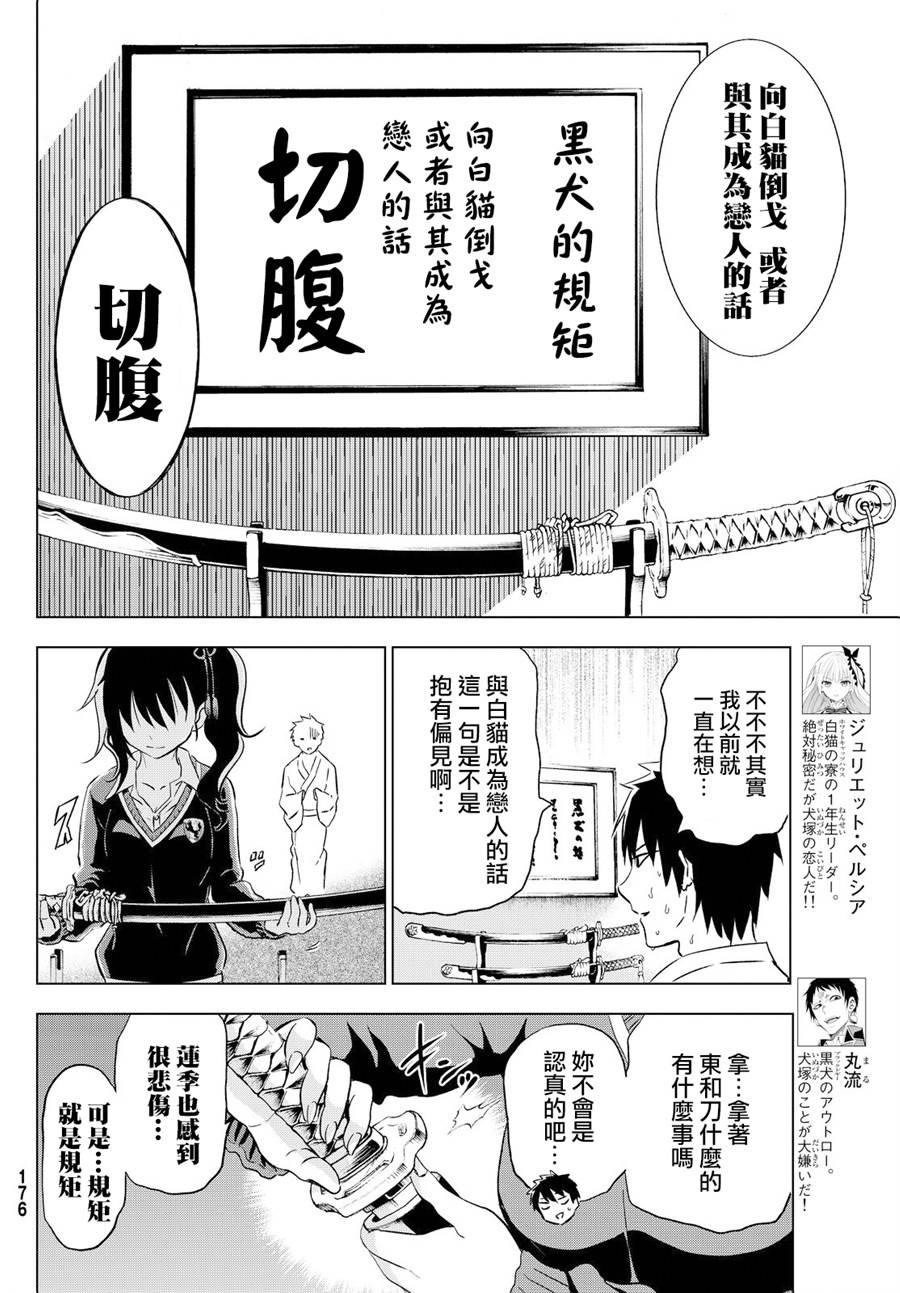 向白貓倒戈 或者
與其成為戀人的話
黑犬的規矩
向白貓倒戈
或者與其成為
戀人的話
切腹
切腹
ジュリエット・ペルシア
白猫の寮の1年生リーダー。
絶対秘密だが犬塚の恋人だ!!
不不不其實
我以前就
一直在想…
與白貓成為戀人的話
這一句是不是
抱有偏見啊…
丸流
黒犬のアウトロー。
犬塚のことが大嫌いだ!
拿…拿著
東和刀什麼的
有什麼事嗎
妳不會是
認真的吧…
蓮季也感到
很悲傷…
可是…規矩
就是規矩
176